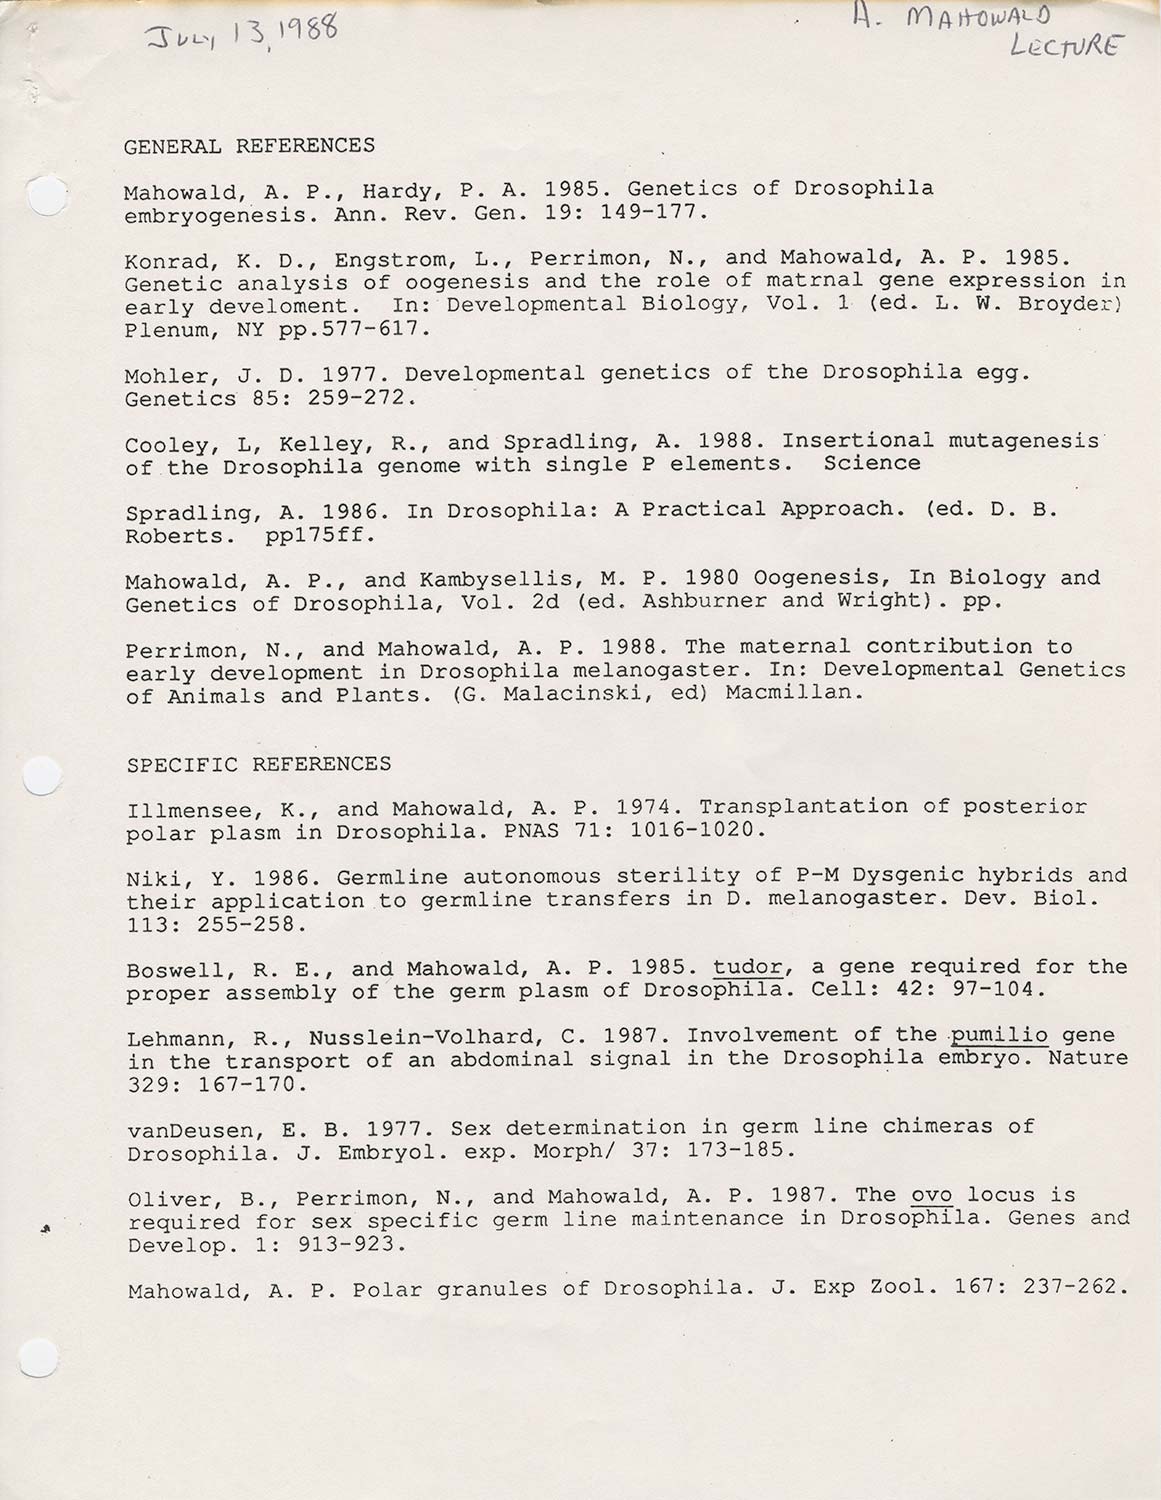 July 13, 1988
A. MAHOWALD
LECTURE
GENERAL REFERENCES
Mahowald, A. P., Hardy, P. A. 1985. Genetics of Drosophila
embryogenesis. Ann. Rev. Gen. 19: 149-177.
Konrad, K. D., Engstrom, L., Perrimon, N., and Mahowald, A. P. 1985.
Genetic analysis of oogenesis and the role of matrnal gene expression in
early develoment.  In: Developmental Biology, Vol. 1 (ed. L. W. Broyder)
Plenum, NY pp.577-617.
Mohler, J. D. 1977. Developmental genetics of the Drosophila egg.
Genetics 85: 259-272.
Cooley, L, Kelley, R., and Spradling, A. 1988. Insertional mutagenesis
of the Drosophila genome with single P elements.  Science
Spradling, A. 1986. In Drosophila: A Practical Approach. (ed. D. B.
Roberts.  pp175ff.
Mahowald, A. P., and Kambysellis, M. P. 1980 Oogenesis, In Biology and
Genetics of Drosophila, Vol. 2d (ed. Ashburner and Wright). pp.
Perrimon, N., and Mahowald, A. P. 1988. The maternal contribution to
early development in Drosophila melanogaster. In: Developmental Genetics
of Animals and Plants. (G. Malacinski, ed) Macmillan.
SPECIFIC REFERENCES
Illmensee, K., and Mahowald, A. P. 1974. Transplantation of posterior
polar plasm in Drosophila. PNAS 71: 1016-1020.
Niki, Y. 1986. Germline autonomous sterility of P-M Dysgenic hybrids and
their application to germline transfers in D. melanogaster. Dev. Biol.
113: 255-258.
Boswell, R. E., and Mahowald, A. P. 1985. tudor, a gene required for the
proper assembly of the germ plasm of Drosophila. Cell: 42: 97-104.
Lehmann, R., Nusslein-Volhard, C. 1987. Involvement of the pumilio gene
in the transport of an abdominal signal in the Drosophila embryo. Nature
329: 167-170.
vanDeusen, E. B. 1977. Sex determination in germ line chimeras of
Drosophila. J. Embryol. exp. Morph/ 37: 173-185.
Oliver, B., Perrimon, N., and Mahowald, A. P. 1987. The ovo locus is
required for sex specific germ line maintenance in Drosophila. Genes and
Develop. 1: 913-923.
Mahowald, A. P. Polar granules of Drosophila. J. Exp Zool. 167: 237-262.